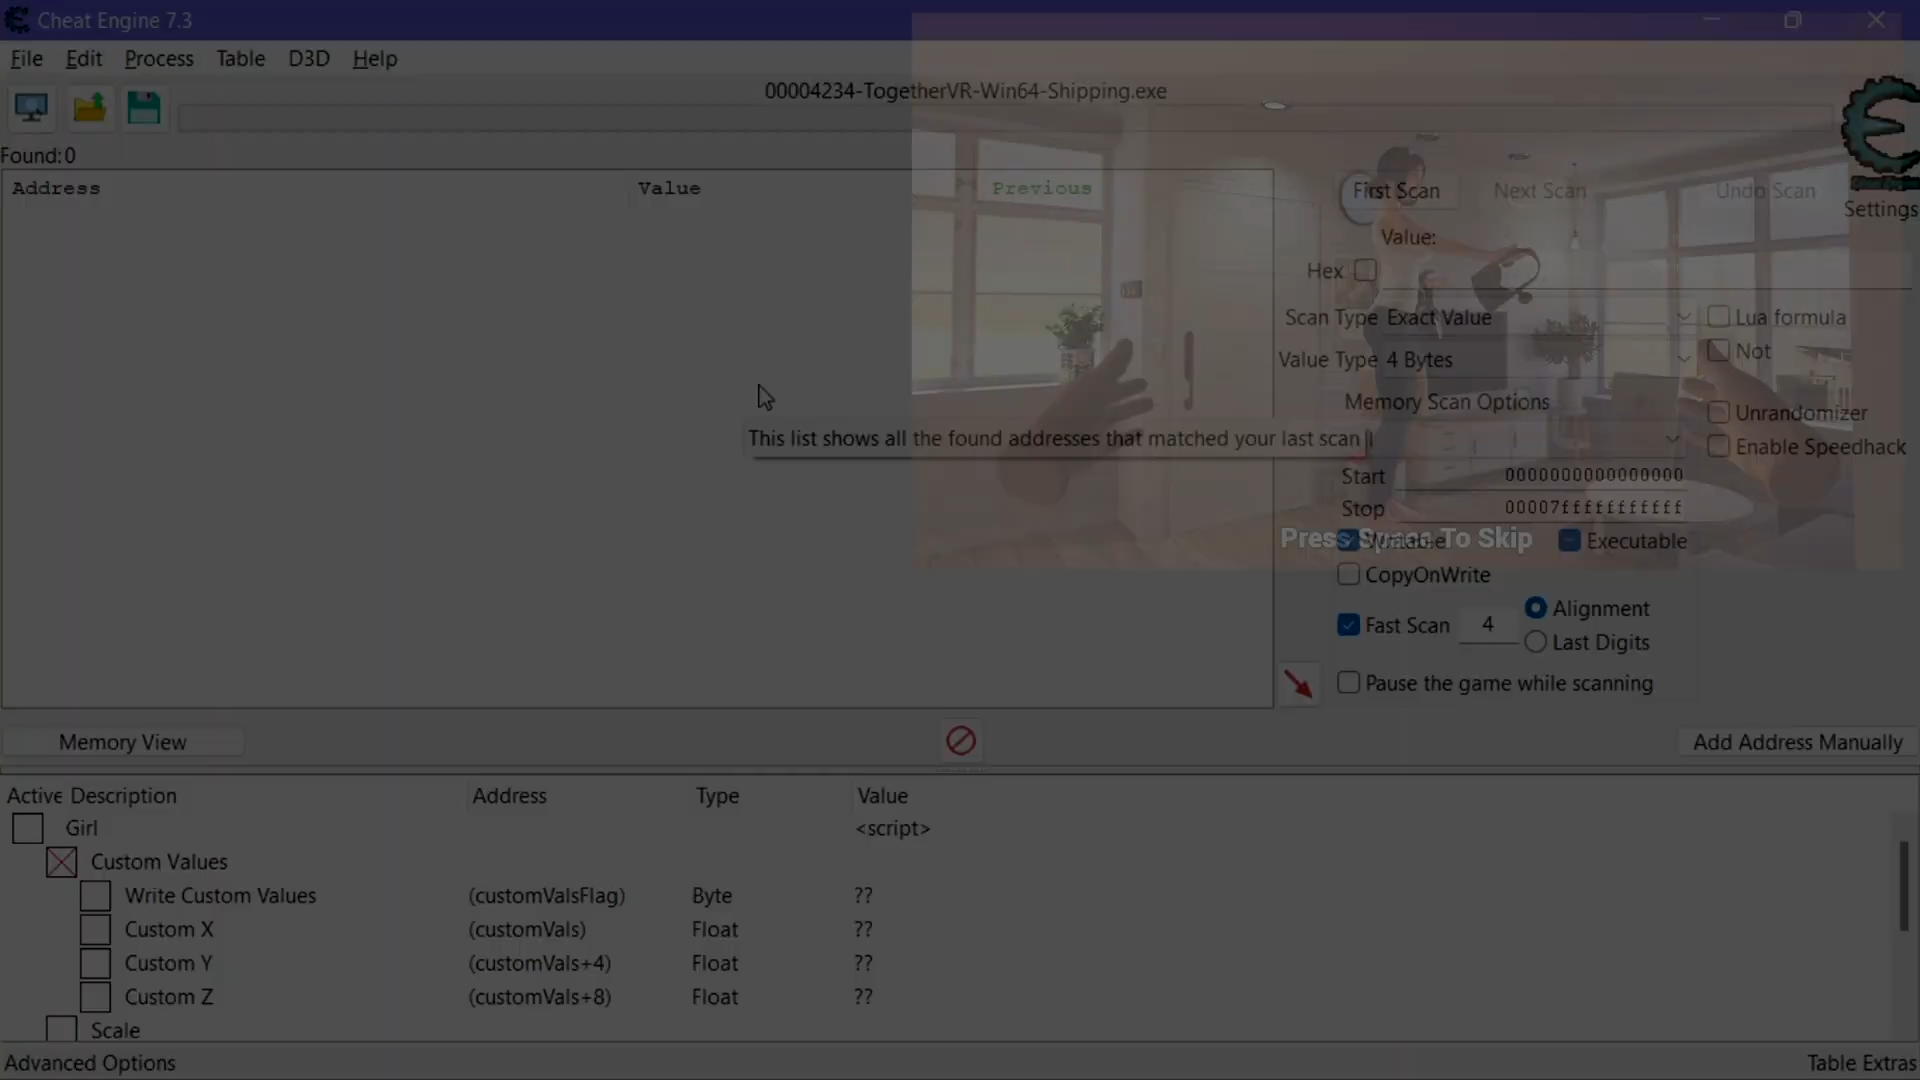 Cheat Engine 7.3
File Edit Process Table D3D Help
00004234-TogetherVR-Win64-Shipping.exe
Found:0
Address Value Previous
First Scan Next Scan Undo Scan
Settings
Value:
Hex
Scan Type Exact Value
Lua formula
Value Type 4 Bytes
Not
Memory Scan Options
Unrandomizer
This list shows all the found addresses that matched your last scan
Enable Speedhack
Start 0000000000000000
Stop 00007fffffffffff
Press Space To Skip
Writable Executable
CopyOnWrite
Fast Scan 4
Alignment
Last Digits
Pause the game while scanning
Memory View
Add Address Manually
Active Description Address Type Value
Girl <script>
Custom Values
Write Custom Values (customValsFlag) Byte ??
Custom X (customVals) Float ??
Custom Y (customVals+4) Float ??
Custom Z (customVals+8) Float ??
Scale
Advanced Options
Table Extras